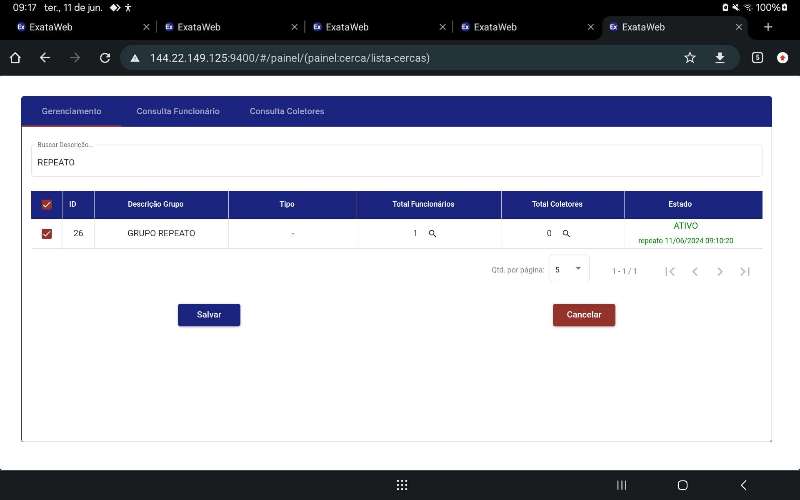 09:17 ter., 11 de jun. 100%
ExataWeb ExataWeb ExataWeb ExataWeb ExataWeb
144.22.149.125:9400/#/painel/(painel:cerca/lista-cercas) 5
Gerenciamento Consulta Funcionário Consulta Coletores
Buscar Descrição...
REPEATO
ID Descrição Grupo Tipo Total Funcionários Total Coletores Estado
26 GRUPO REPEATO - 1 0 ATIVO
repeato 11/06/2024 09:10:20
Qtd. por página: 5 1 - 1 / 1
Salvar Cancelar